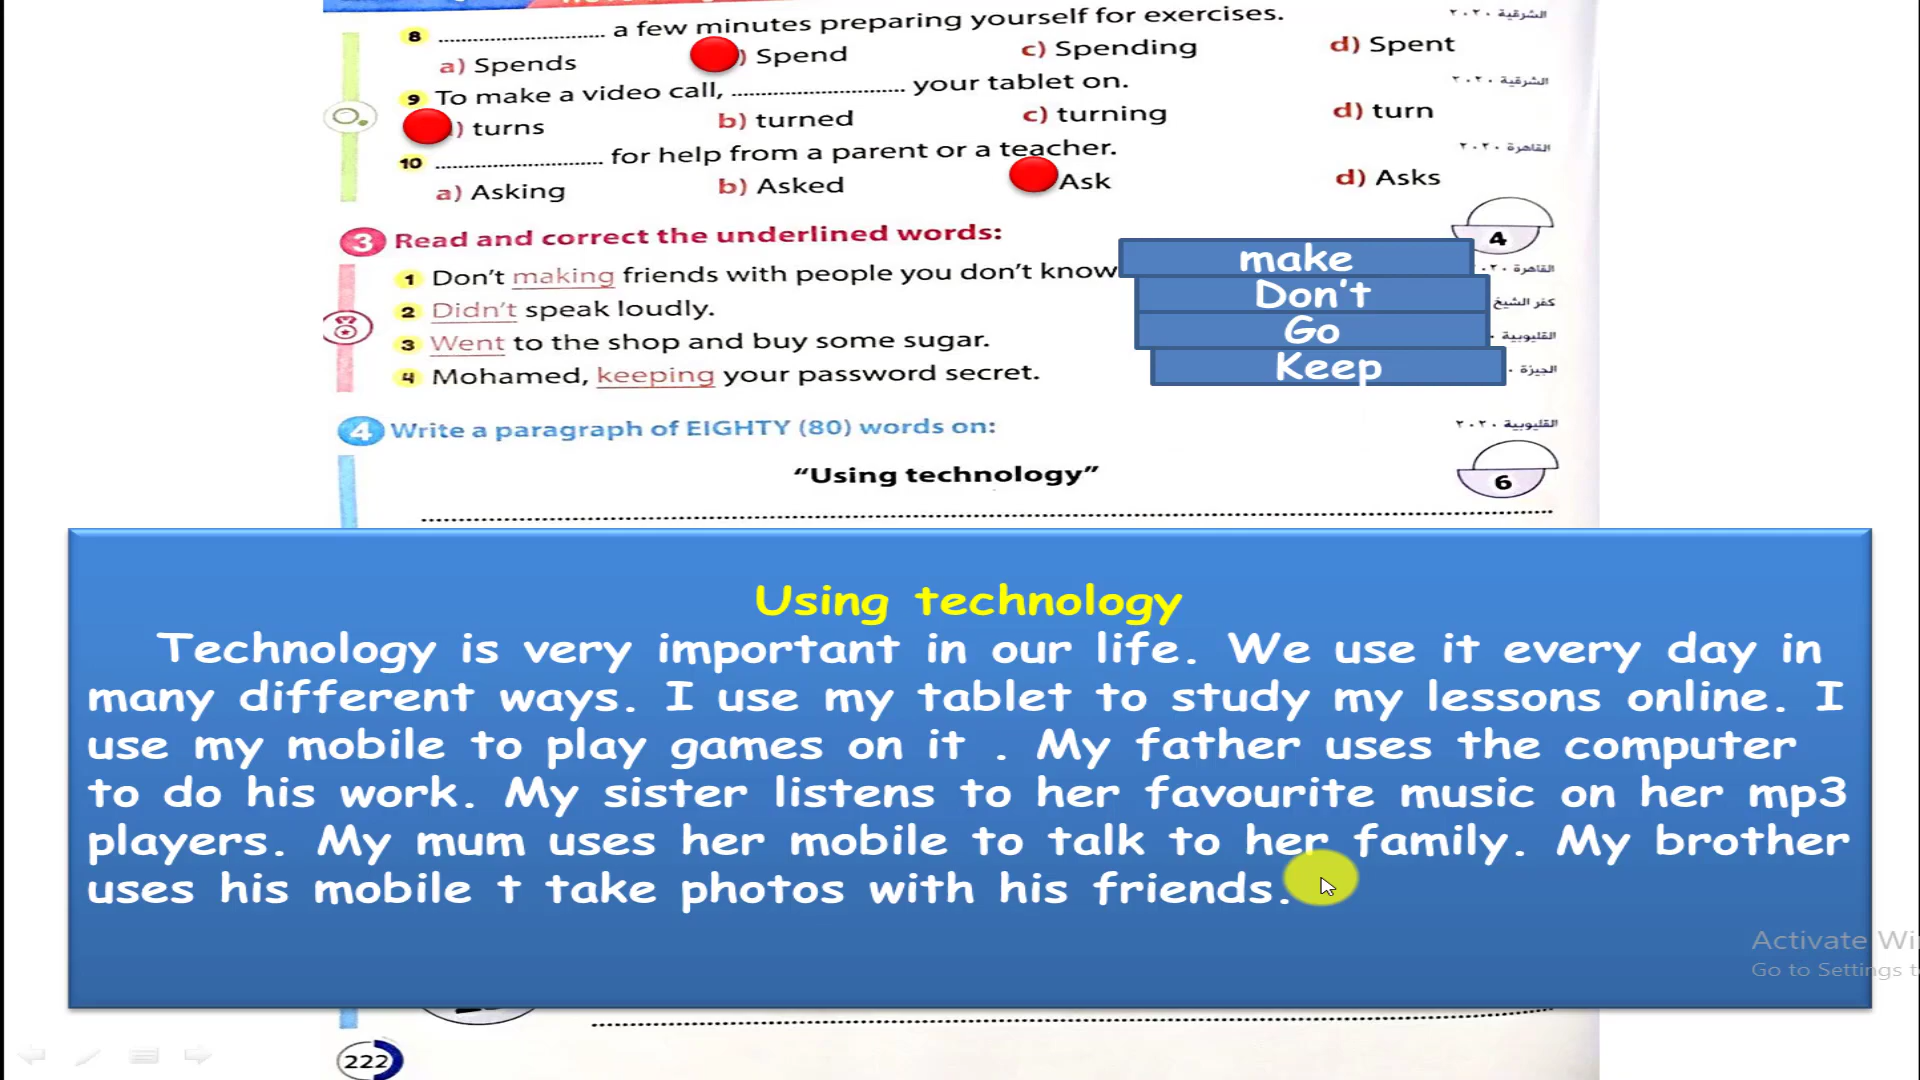 8 ........ a few minutes preparing yourself for exercises. الشرقية ٢٠٢٠
a) Spends ) Spend c) Spending d) Spent
9 To make a video call, ........ your tablet on. الشرقية ٢٠٢٠
) turns b) turned c) turning d) turn
10 ........ for help from a parent or a teacher. القاهرة ٢٠٢٠
a) Asking b) Asked Ask d) Asks
3 Read and correct the underlined words: 4
1 Don't making friends with people you don't know make القاهرة ٢٠٢٠
2 Didn't speak loudly. Don't كفر الشيخ
3 Went to the shop and buy some sugar. Go القليوبية
4 Mohamed, keeping your password secret. Keep الجيزة
4 Write a paragraph of EIGHTY (80) words on: القليوبية ٢٠٢٠
“Using technology” 6
Using technology
Technology is very important in our life. We use it every day in
many different ways. I use my tablet to study my lessons online. I
use my mobile to play games on it . My father uses the computer
to do his work. My sister listens to her favourite music on her mp3
players. My mum uses her mobile to talk to her family. My brother
uses his mobile t take photos with his friends.
Activate Wi
Go to Settings t
222